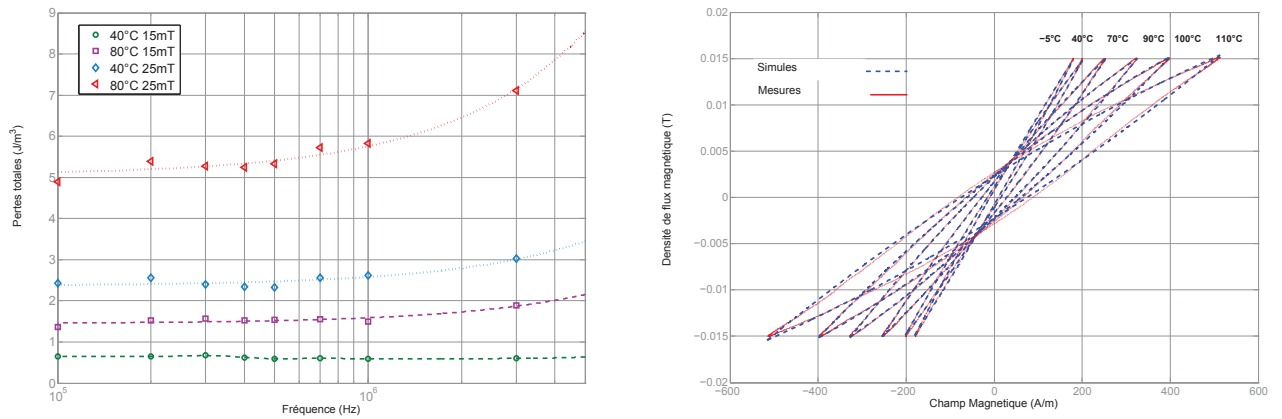 9
8
7
6
5
4
3
2
1
0
Pertes totales (J/m³)
40°C 15mT
80°C 15mT
40°C 25mT
80°C 25mT
10⁵
10⁶
Fréquence (Hz)
0.02
0.015
0.01
0.005
0
−0.005
−0.01
−0.015
−0.02
Densité de flux magnétique (T)
−5°C 40°C 70°C 90°C 100°C 110°C
Simules
Mesures
−600 −400 −200 0 200 400 600
Champ Magnetique (A/m)